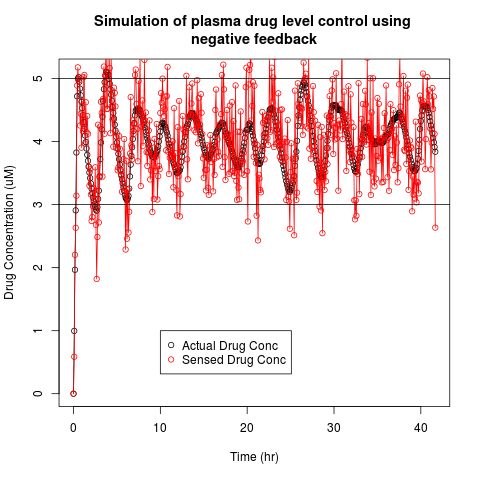 Simulation of plasma drug level control using
negative feedback
Drug Concentration (uM)
5
4
3
2
1
0
Actual Drug Conc
Sensed Drug Conc
0 10 20 30 40
Time (hr)